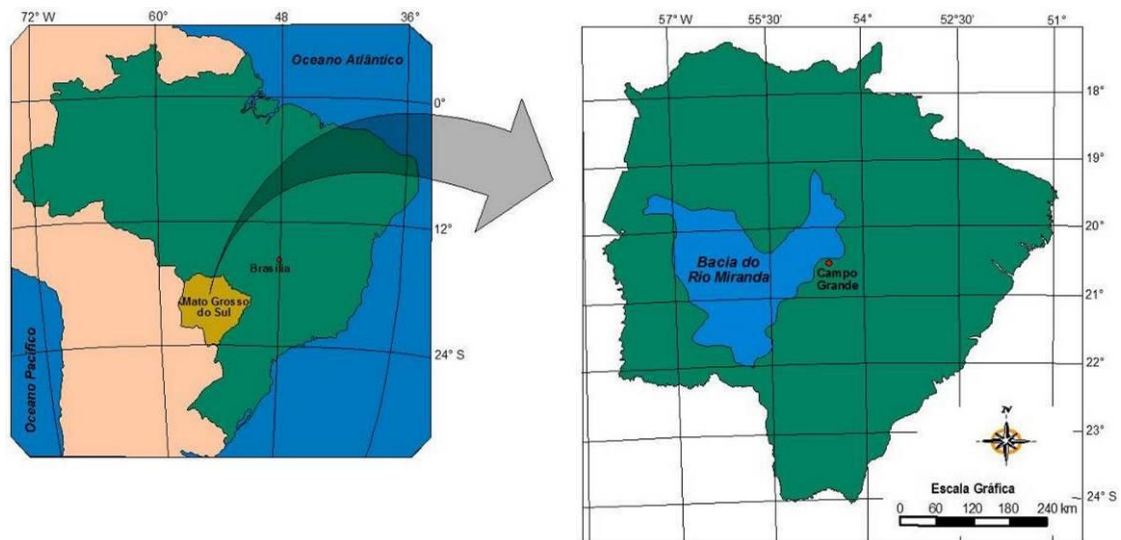 72° W
60°
48
36°
Oceano Atlântico
0°
12°
Brasília
Mato Grosso
do Sul
24° S
Oceano Pacífico
57° W
55°30
54°
52°30
51°
18°
19°
20°
Bacia do
Rio Miranda
Campo
Grande
21°
22°
N
23°
Escala Gráfica
24° S
0 60 120 180 240 km